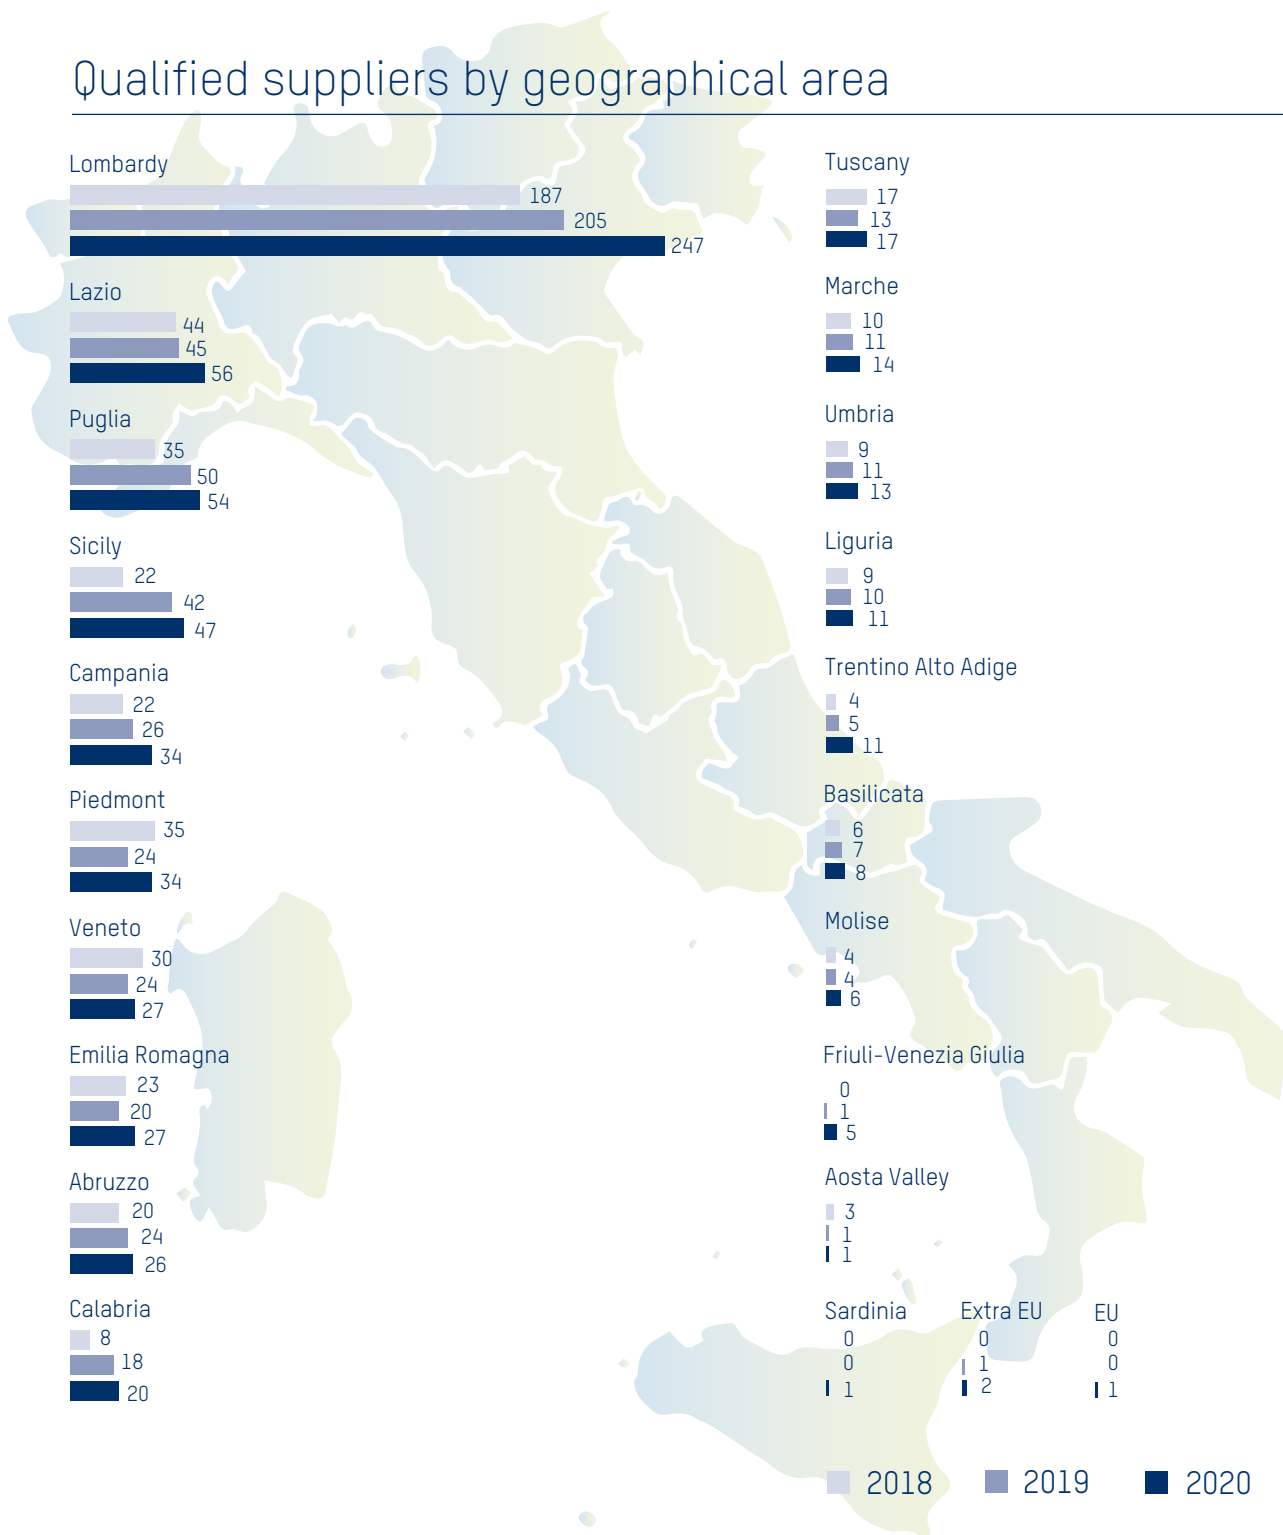 Qualified suppliers by geographical area
Lombardy
187
205
247
Lazio
44
45
56
Puglia
35
50
54
Sicily
22
42
47
Campania
22
26
34
Piedmont
35
24
34
Veneto
30
24
27
Emilia Romagna
23
20
27
Abruzzo
20
24
26
Calabria
8
18
20
Tuscany
17
13
17
Marche
10
11
14
Umbria
9
11
13
Liguria
9
10
11
Trentino Alto Adige
4
5
11
Basilicata
6
7
8
Molise
4
4
6
Friuli-Venezia Giulia
0
1
5
Aosta Valley
3
1
1
Sardinia
0
0
1
Extra EU
0
1
2
EU
0
0
1
2018 2019 2020